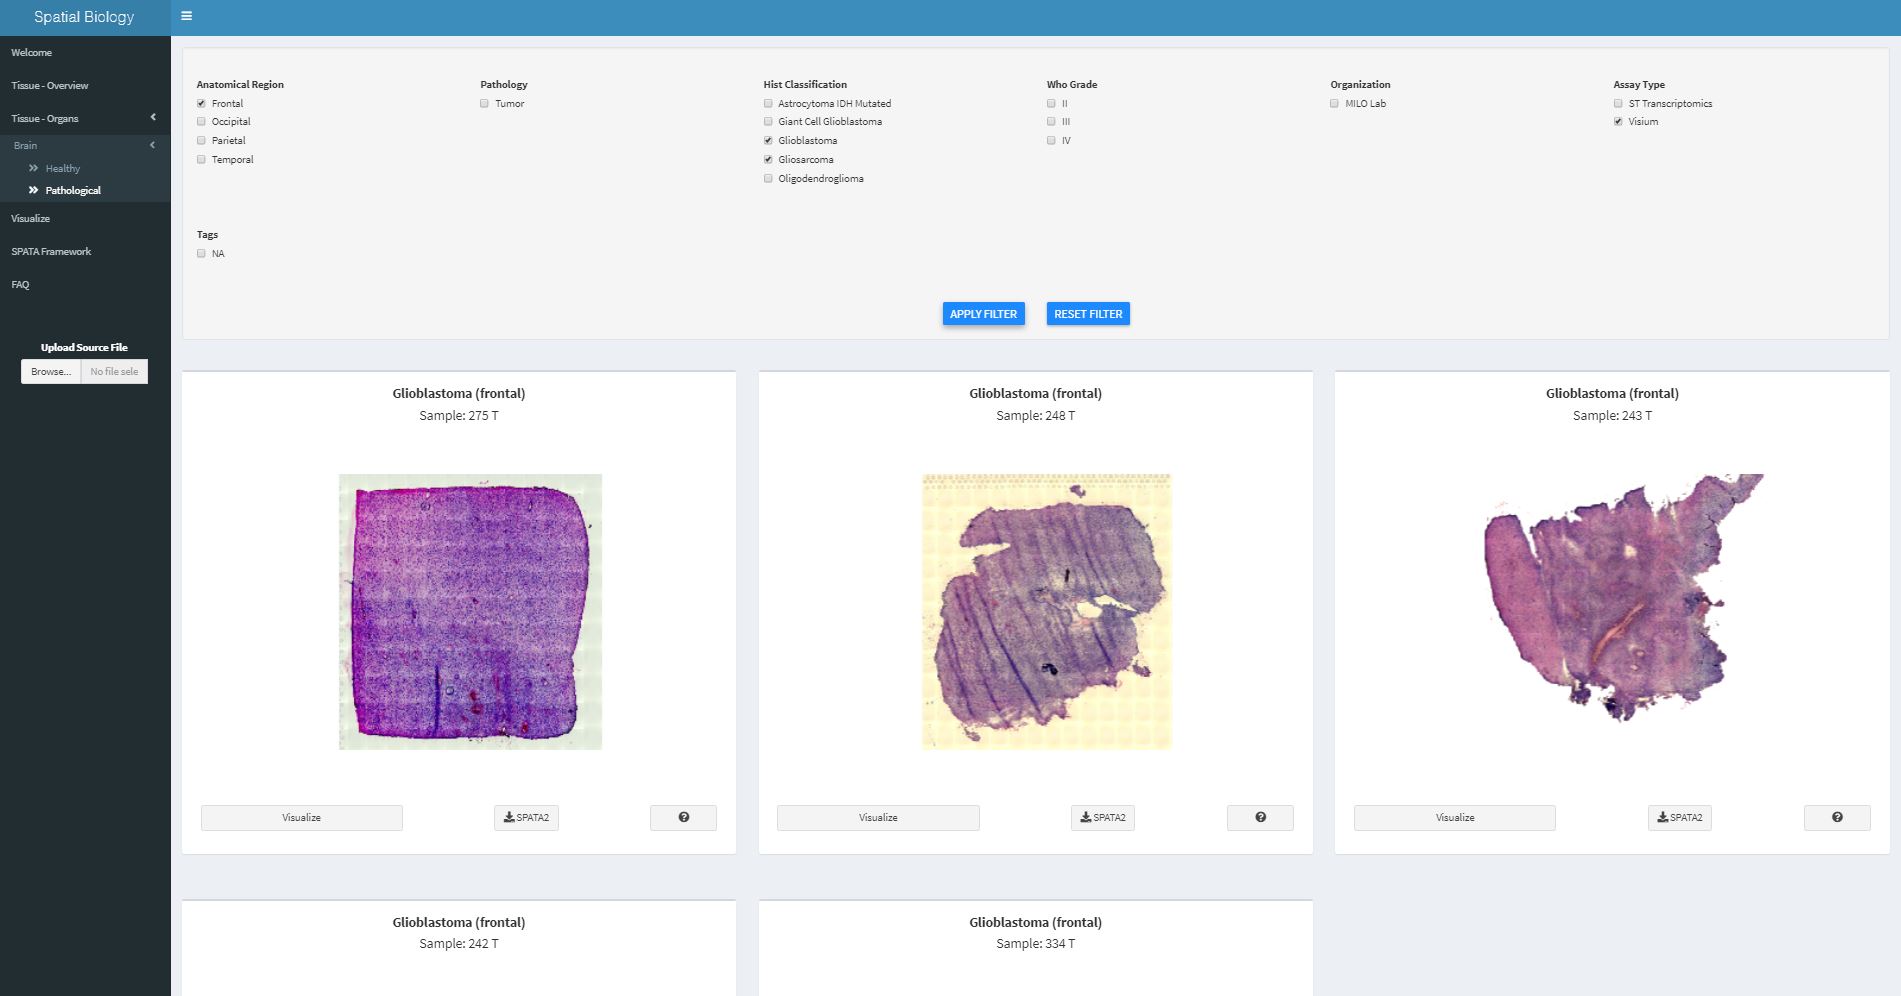 Spatial Biology
Welcome
Tissue - Overview
Tissue - Organs
Brain
Healthy
Pathological
Visualize
SPATA Framework
FAQ
Upload Source File
Browse... No file sele
Anatomical Region
Frontal
Occipital
Parietal
Temporal
Pathology
Tumor
Hist Classification
Astrocytoma IDH Mutated
Giant Cell Glioblastoma
Glioblastoma
Gliosarcoma
Oligodendroglioma
Who Grade
II
III
IV
Organization
MILO Lab
Assay Type
ST Transcriptomics
Visium
Tags
NA
APPLY FILTER RESET FILTER
Glioblastoma (frontal)
Sample: 275 T
Visualize SPATA2
Glioblastoma (frontal)
Sample: 248 T
Visualize SPATA2
Glioblastoma (frontal)
Sample: 243 T
Visualize SPATA2
Glioblastoma (frontal)
Sample: 242 T
Glioblastoma (frontal)
Sample: 334 T